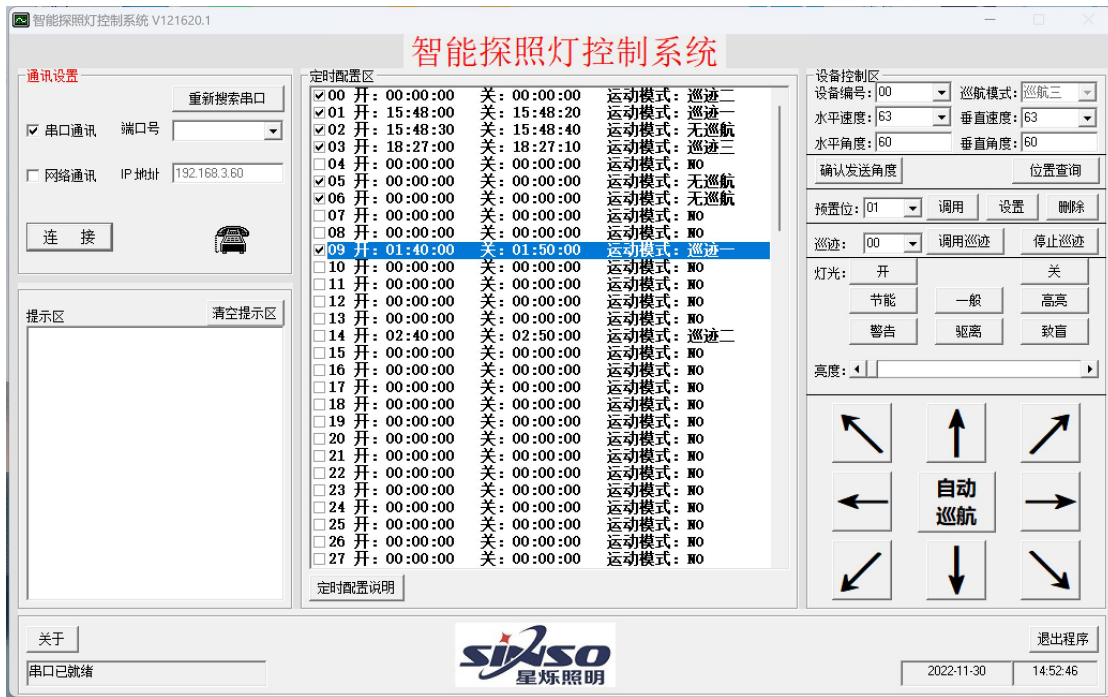 智能探照灯控制系统 V121620.1
智能探照灯控制系统
通讯设置
重新搜索串口
串口通讯 端口号
网络通讯 IP地址 192.168.3.60
连 接
提示区 清空提示区
定时配置区
00 开: 00:00:00 关: 00:00:00 运动模式: 巡迹二
01 开: 15:48:00 关: 15:48:20 运动模式: 巡迹一
02 开: 15:48:30 关: 15:48:40 运动模式: 无巡航
03 开: 18:27:00 关: 18:27:10 运动模式: 巡迹三
04 开: 00:00:00 关: 00:00:00 运动模式: NO
05 开: 00:00:00 关: 00:00:00 运动模式: 无巡航
06 开: 00:00:00 关: 00:00:00 运动模式: 无巡航
07 开: 00:00:00 关: 00:00:00 运动模式: NO
08 开: 00:00:00 关: 00:00:00 运动模式: NO
09 开: 01:40:00 关: 01:50:00 运动模式: 巡迹一
10 开: 00:00:00 关: 00:00:00 运动模式: NO
11 开: 00:00:00 关: 00:00:00 运动模式: NO
12 开: 00:00:00 关: 00:00:00 运动模式: NO
13 开: 00:00:00 关: 00:00:00 运动模式: NO
14 开: 02:40:00 关: 02:50:00 运动模式: 巡迹二
15 开: 00:00:00 关: 00:00:00 运动模式: NO
16 开: 00:00:00 关: 00:00:00 运动模式: NO
17 开: 00:00:00 关: 00:00:00 运动模式: NO
18 开: 00:00:00 关: 00:00:00 运动模式: NO
19 开: 00:00:00 关: 00:00:00 运动模式: NO
20 开: 00:00:00 关: 00:00:00 运动模式: NO
21 开: 00:00:00 关: 00:00:00 运动模式: NO
22 开: 00:00:00 关: 00:00:00 运动模式: NO
23 开: 00:00:00 关: 00:00:00 运动模式: NO
24 开: 00:00:00 关: 00:00:00 运动模式: NO
25 开: 00:00:00 关: 00:00:00 运动模式: NO
26 开: 00:00:00 关: 00:00:00 运动模式: NO
27 开: 00:00:00 关: 00:00:00 运动模式: NO
定时配置说明
设备控制区
设备编号: 00 巡航模式: 巡航三
水平速度: 63 垂直速度: 63
水平角度: 60 垂直角度: 60
确认发送角度 位置查询
预置位: 01 调用 设置 删除
巡迹: 00 调用巡迹 停止巡迹
灯光: 开 关
节能 一般 高亮
警告 驱离 致盲
亮度:
自动
巡航
关于
串口已就绪
SINSO
星烁照明
退出程序
2022-11-30 14:52:46